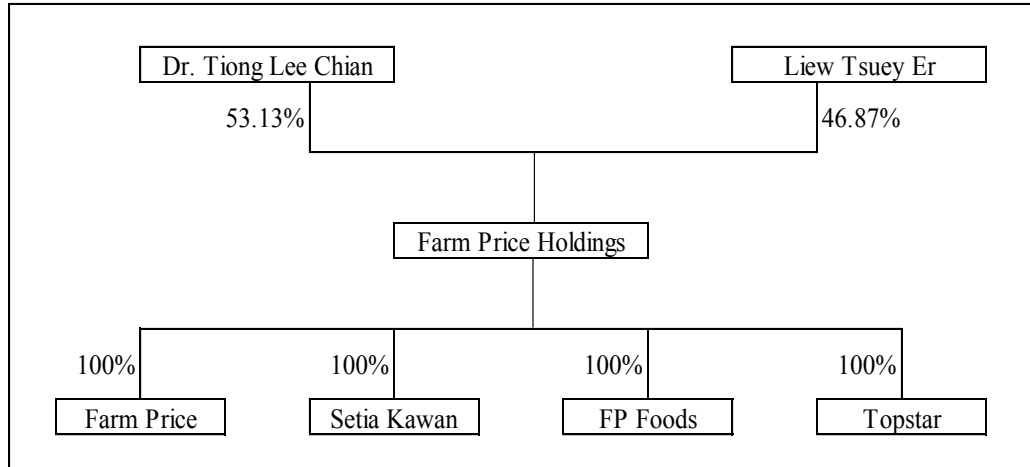 Dr. Tiong Lee Chian
Liew Tsuey Er
53.13%
46.87%
Farm Price Holdings
100%
100%
100%
100%
Farm Price
Setia Kawan
FP Foods
Topstar